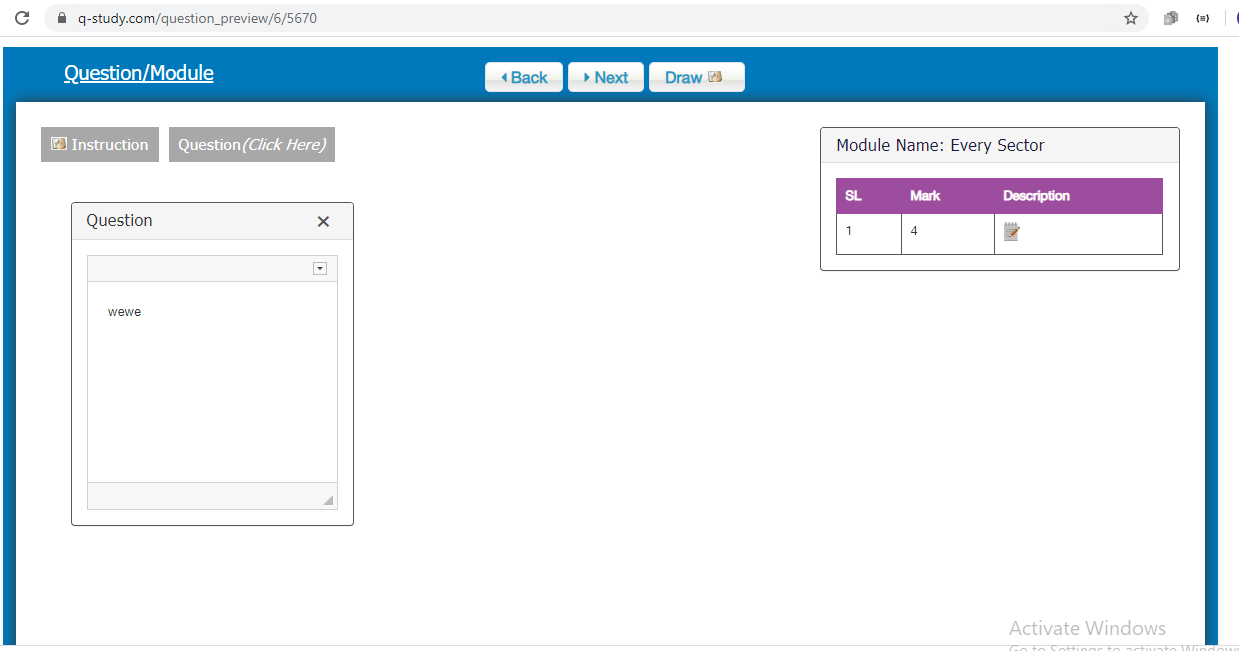 q-study.com/question_preview/6/5670
Question/Module
Back
Next
Draw
Instruction
Question(Click Here)
Module Name: Every Sector
SL Mark Description
1 4
Question
wewe
Activate Windows
Go to Settings to activate Windows